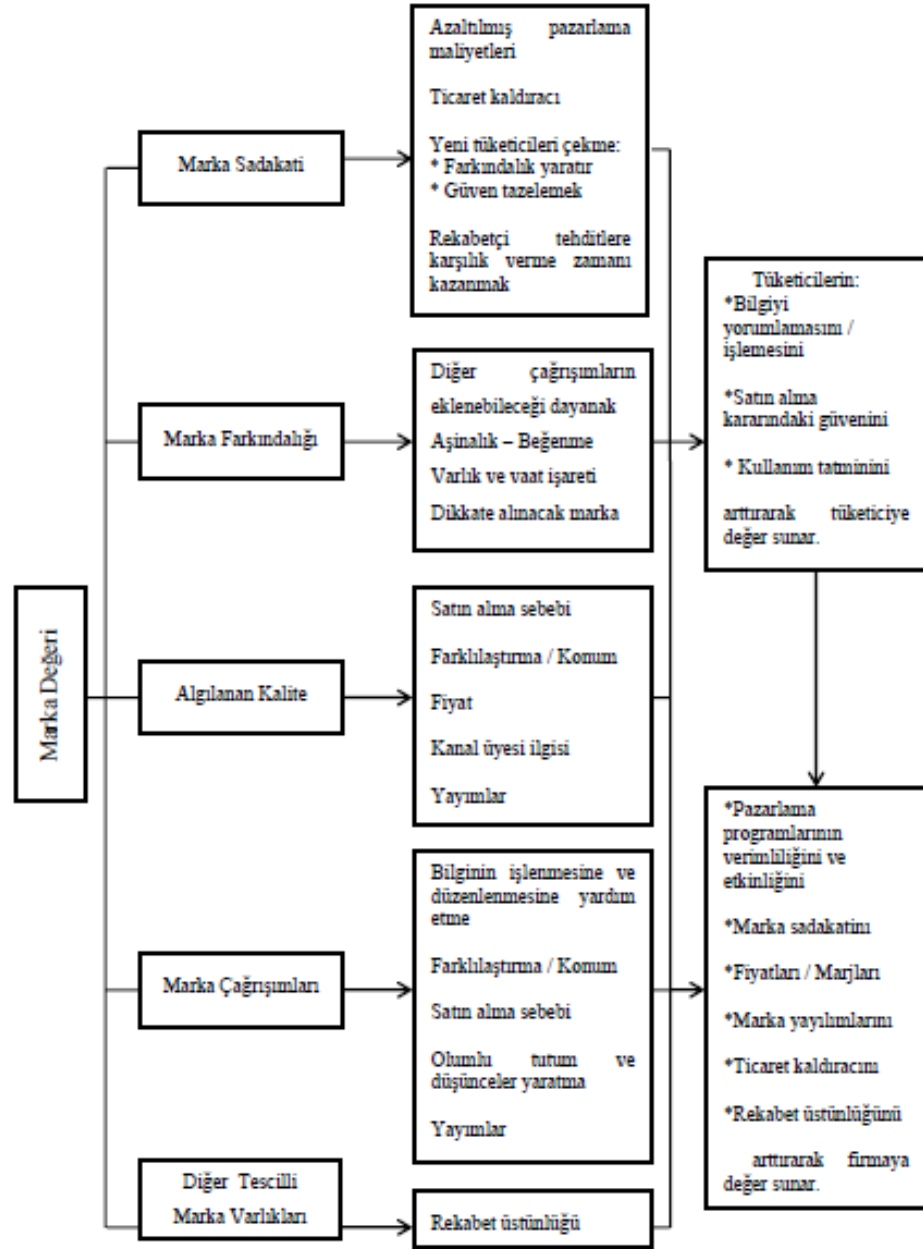 Marka Değeri
Marka Sadakati
Azaltılmış pazarlama
maliyetleri
Ticaret kaldıracı
Yeni tüketicileri çekme:
* Farkındalık yaratır
* Güven tazelemek
Rekabetçi tehditlere
karşılık verme zamanı
kazanmak
Marka Farkındalığı
Diğer çağrışımların
eklenebileceği dayanak
Aşinalık – Beğenme
Varlık ve vaat işareti
Dikkate alınacak marka
Algılanan Kalite
Satın alma sebebi
Farklılaştırma / Konum
Fiyat
Kanal üyesi ilgisi
Yayımlar
Marka Çağrışımları
Bilginin işlenmesine ve
düzenlenmesine yardım
etme
Farklılaştırma / Konum
Satın alma sebebi
Olumlu tutum ve
düşünceler yaratma
Yayımlar
Diğer Tescilli
Marka Varlıkları
Rekabet üstünlüğü
Tüketicilerin:
*Bilgiyi
yorumlamasını /
işlemesini
*Satın alma
kararındaki güvenini
* Kullanım tatminini
arttırarak tüketiciye
değer sunar.
*Pazarlama
programlarının
verimliliğini ve
etkinliğini
*Marka sadakatini
*Fiyatları / Marjları
*Marka yayılımlarını
*Ticaret kaldıracını
*Rekabet üstünlüğünü
arttırarak firmaya
değer sunar.